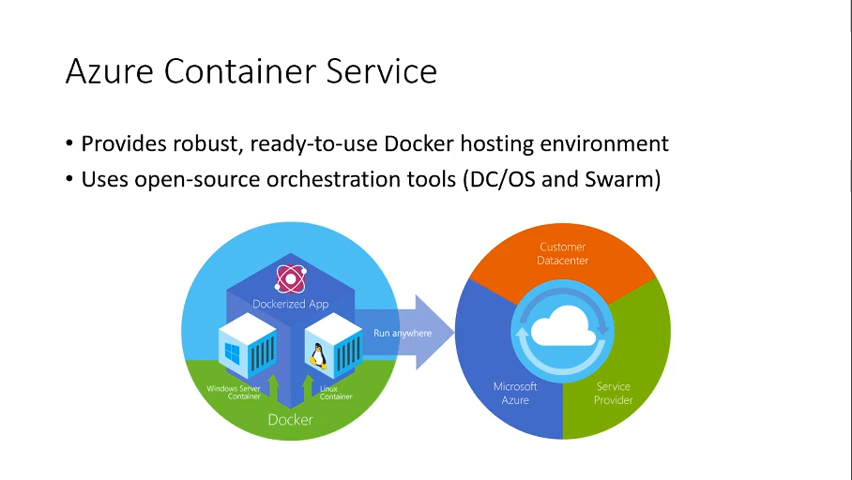 Azure Container Service
• Provides robust, ready-to-use Docker hosting environment
• Uses open-source orchestration tools (DC/OS and Swarm)
Dockerized App
Windows Server
Container
Linux
Container
Docker
Run anywhere
Customer
Datacenter
Microsoft
Azure
Service
Provider